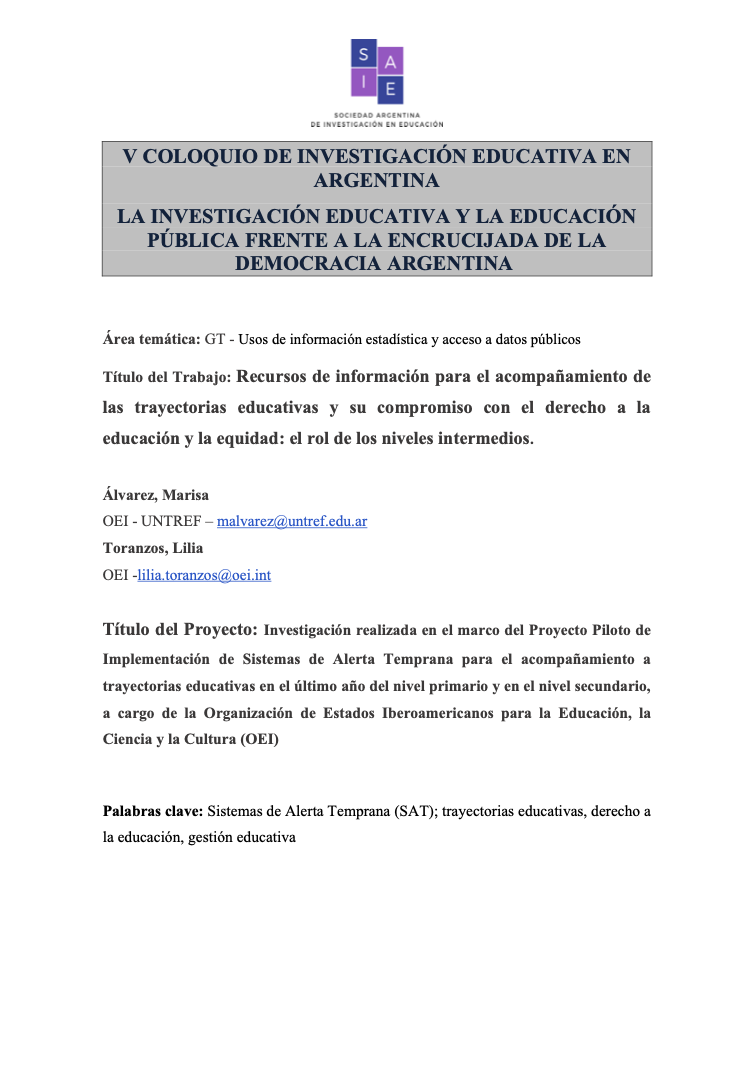 S
A
I
E
SOCIEDAD ARGENTINA
DE INVESTIGACIÓN EN EDUCACIÓN
V COLOQUIO DE INVESTIGACIÓN EDUCATIVA EN
ARGENTINA
LA INVESTIGACIÓN EDUCATIVA Y LA EDUCACIÓN
PÚBLICA FRENTE A LA ENCRUCIJADA DE LA
DEMOCRACIA ARGENTINA
Área temática: GT - Usos de información estadística y acceso a datos públicos
Título del Trabajo: Recursos de información para el acompañamiento de
las trayectorias educativas y su compromiso con el derecho a la
educación y la equidad: el rol de los niveles intermedios.
Álvarez, Marisa
OEI - UNTREF – malvarez@untref.edu.ar
Toranzos, Lilia
OEI -lilia.toranzos@oei.int
Título del Proyecto: Investigación realizada en el marco del Proyecto Piloto de
Implementación de Sistemas de Alerta Temprana para el acompañamiento a
trayectorias educativas en el último año del nivel primario y en el nivel secundario,
a cargo de la Organización de Estados Iberoamericanos para la Educación, la
Ciencia y la Cultura (OEI)
Palabras clave: Sistemas de Alerta Temprana (SAT); trayectorias educativas, derecho a
la educación, gestión educativa